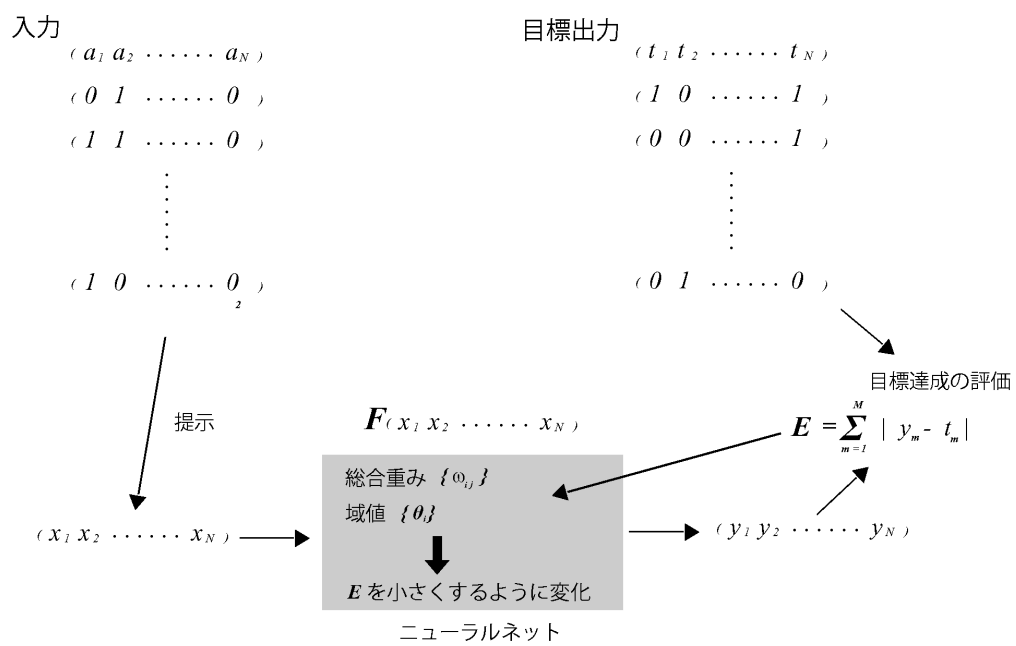 入力
( a1 a2 ...... aN )
( 0 1 ...... 0 )
( 1 1 ...... 0 )
( 1 0 ...... 0 )
2
目標出力
( t1 t2 ...... tN )
( 1 0 ...... 1 )
( 0 0 ...... 1 )
( 0 1 ...... 0 )
目標達成の評価
E = Σ M m=1 | ym - tm |
提示
F( x1 x2 ...... xN )
総合重み { ωij }
域値 { θi }
E を小さくするように変化
ニューラルネット
( x1 x2 ...... xN )
( y1 y2 ...... yN )